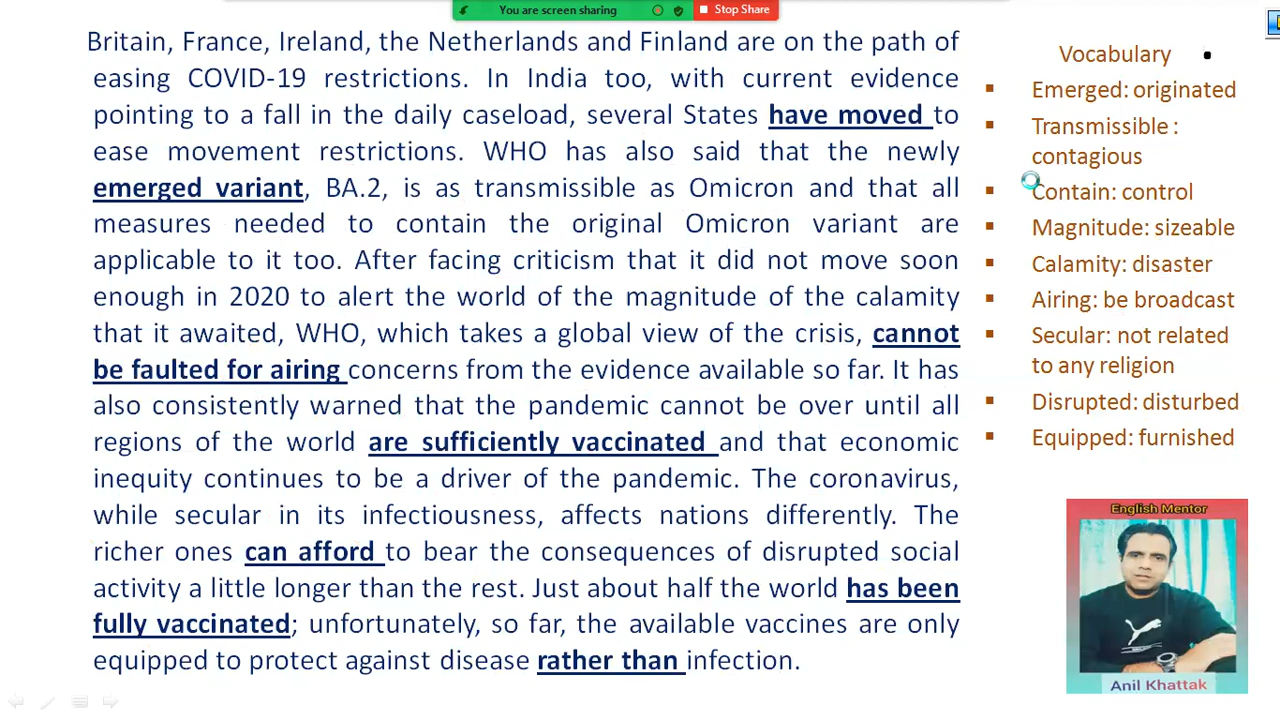 You are screen sharing
Stop Share
Britain, France, Ireland, the Netherlands and Finland are on the path of
easing COVID-19 restrictions. In India too, with current evidence
pointing to a fall in the daily caseload, several States have moved to
ease movement restrictions. WHO has also said that the newly
emerged variant, BA.2, is as transmissible as Omicron and that all
measures needed to contain the original Omicron variant are
applicable to it too. After facing criticism that it did not move soon
enough in 2020 to alert the world of the magnitude of the calamity
that it awaited, WHO, which takes a global view of the crisis, cannot
be faulted for airing concerns from the evidence available so far. It has
also consistently warned that the pandemic cannot be over until all
regions of the world are sufficiently vaccinated and that economic
inequity continues to be a driver of the pandemic. The coronavirus,
while secular in its infectiousness, affects nations differently. The
richer ones can afford to bear the consequences of disrupted social
activity a little longer than the rest. Just about half the world has been
fully vaccinated; unfortunately, so far, the available vaccines are only
equipped to protect against disease rather than infection.
Vocabulary •
▪ Emerged: originated
▪ Transmissible :
contagious
▪ Contain: control
▪ Magnitude: sizeable
▪ Calamity: disaster
▪ Airing: be broadcast
▪ Secular: not related
to any religion
▪ Disrupted: disturbed
▪ Equipped: furnished
English Mentor
Anil Khattak